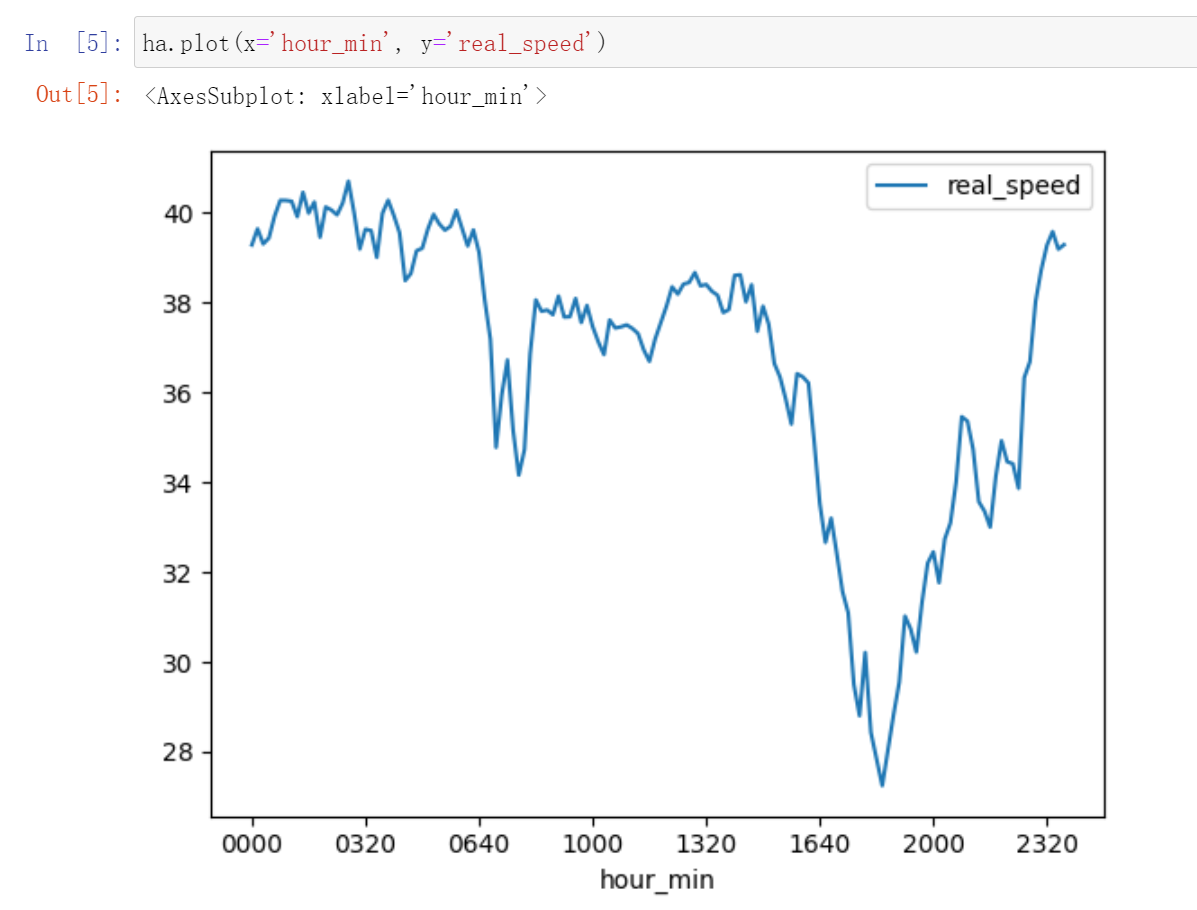 In [5]: ha.plot(x='hour_min', y='real_speed')
Out[5]: <AxesSubplot: xlabel='hour_min'>
real_speed
40
38
36
34
32
30
28
0000 0320 0640 1000 1320 1640 2000 2320
hour_min